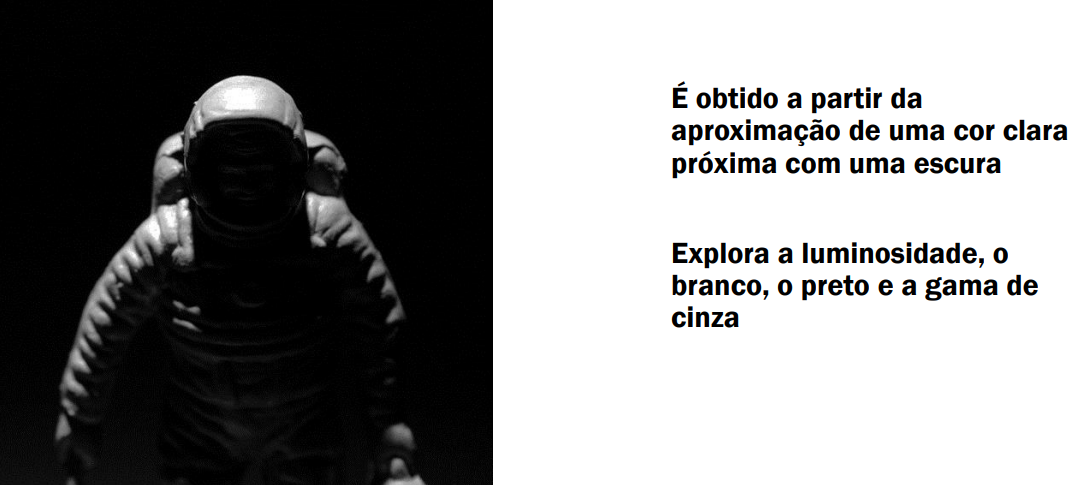 É obtido a partir da
aproximação de uma cor clara
próxima com uma escura
Explora a luminosidade, o
branco, o preto e a gama de
cinza